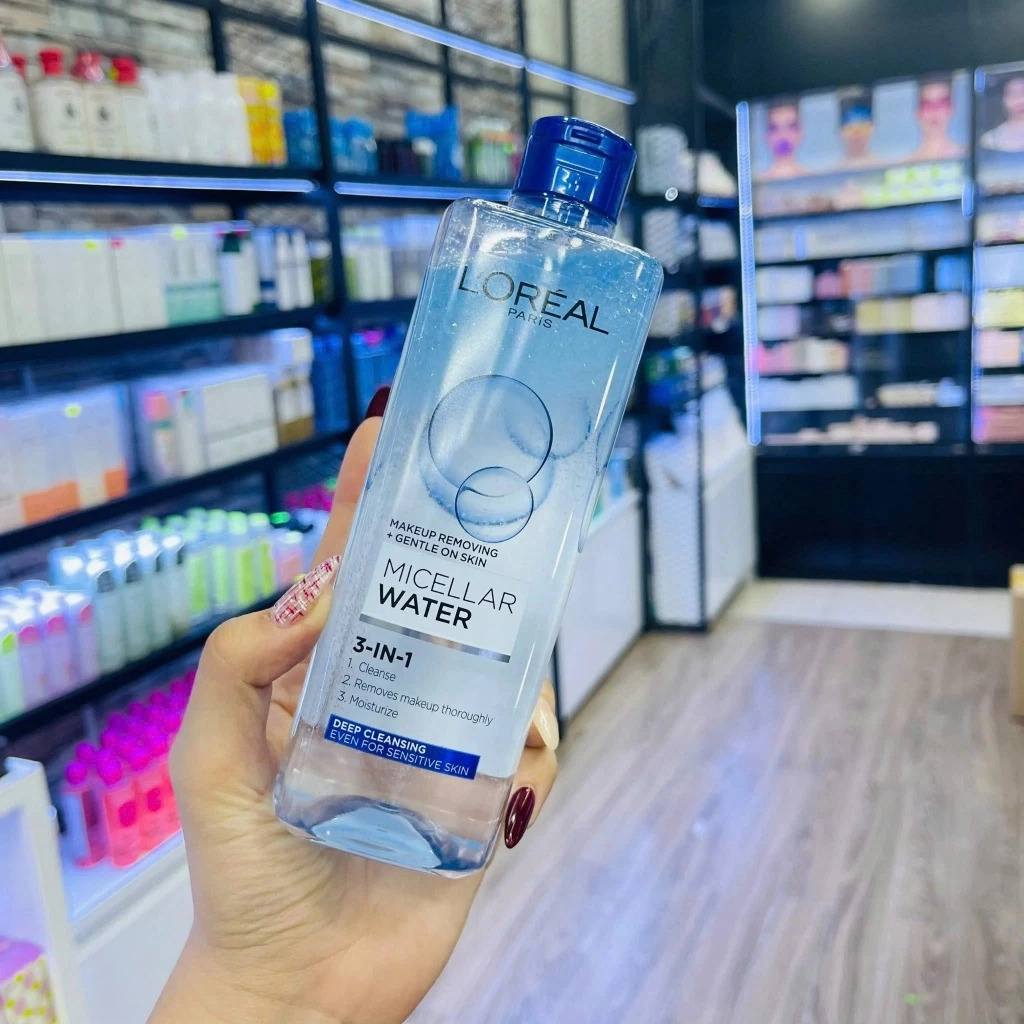 L'ORÉAL
PARIS
MAKEUP REMOVING
+ GENTLE ON SKIN
MICELLAR
WATER
3-IN-1
1. Cleanse
2. Removes makeup thoroughly
3. Moisturize
DEEP CLEANSING
EVEN FOR SENSITIVE SKIN